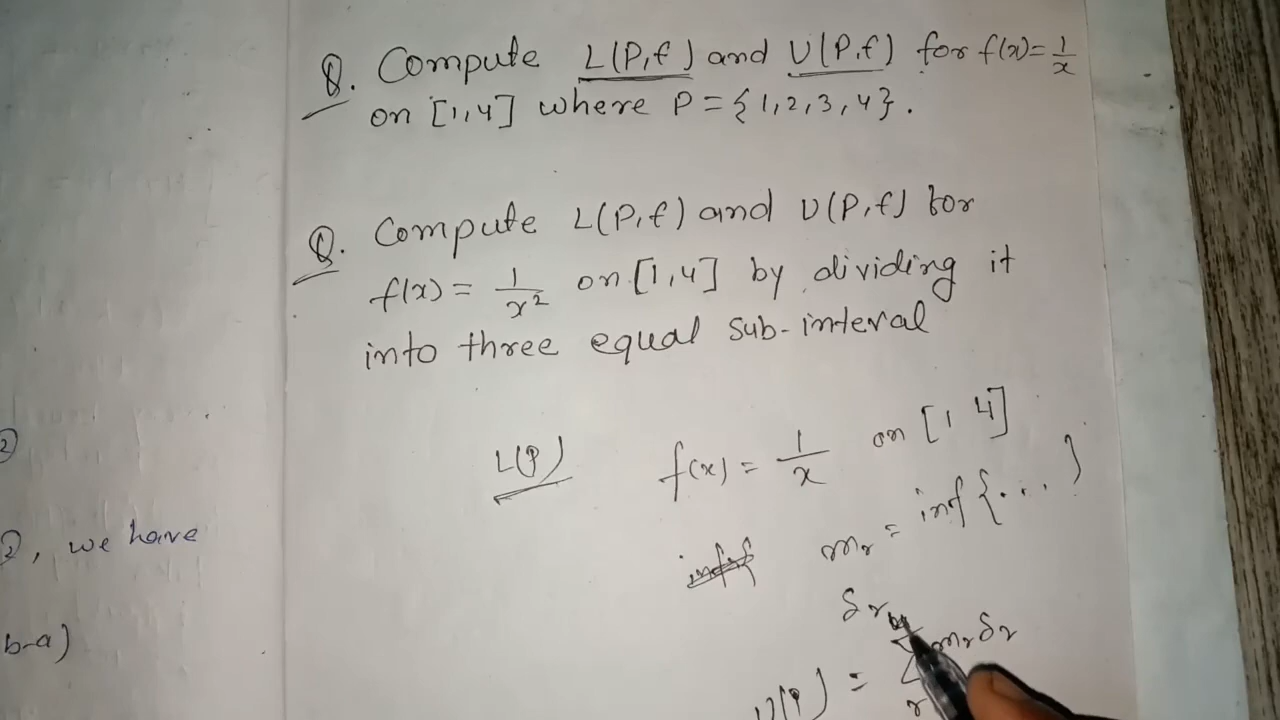 Q. Compute L(P,f) and U(P,f) for f(x)= 1/x
on [1,4] where P = {1,2,3,4}.
Q. Compute L(P,f) and U(P,f) for
f(x) = 1/x² on [1,4] by dividing it
into three equal sub-interval
L(P) f(x) = 1/x on [1 4]
2
2, we have
mr = inf{...}
δr
b-a)
U(P) = Σ mr δr
r